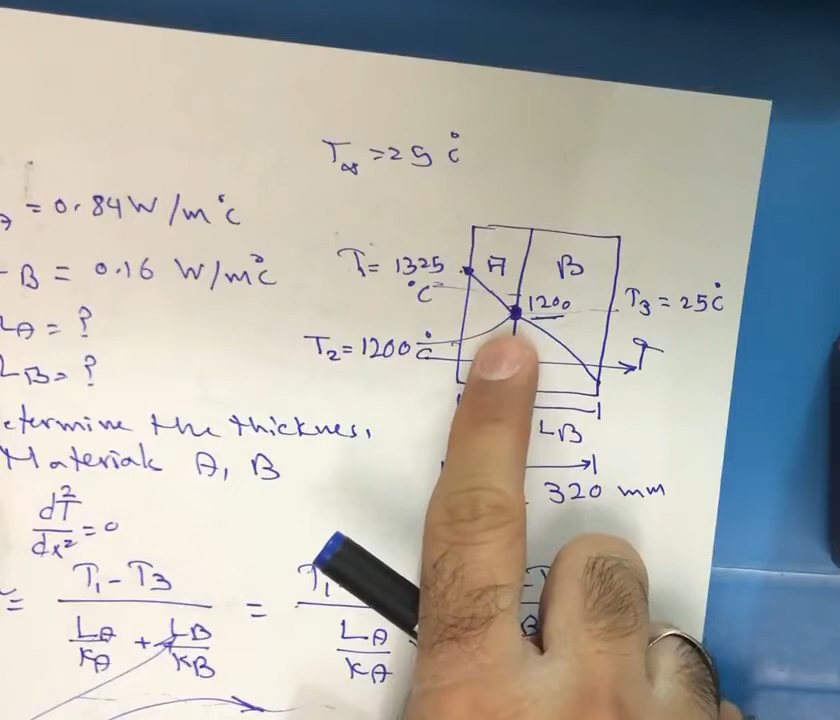 T∞ = 25 °C
A = 0.84 W/m°C
B = 0.16 W/m°C
LA = ?
LB = ?
T = 1325 °C
A
B
1200
T3 = 25°C
T2 = 1200 °C
T
LB
320 mm
etermine the thickness,
Materials A, B
d²T/dx² = 0
= (T1 - T3)/(LA/KA + LB/KB) = T1 / (LA/KA)